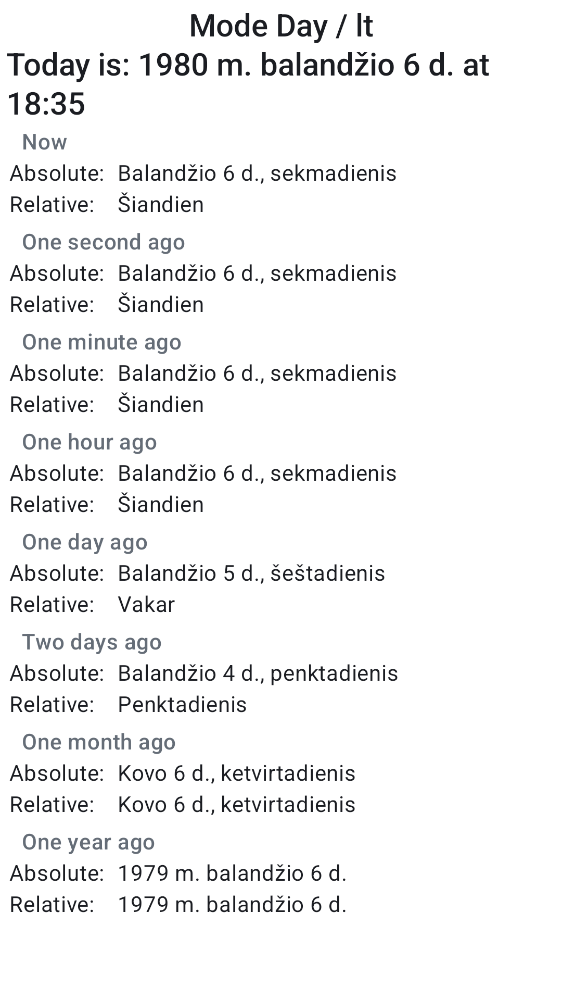 Mode Day / lt
Today is: 1980 m. balandžio 6 d. at
18:35
Now
Absolute: Balandžio 6 d., sekmadienis
Relative: Šiandien
One second ago
Absolute: Balandžio 6 d., sekmadienis
Relative: Šiandien
One minute ago
Absolute: Balandžio 6 d., sekmadienis
Relative: Šiandien
One hour ago
Absolute: Balandžio 6 d., sekmadienis
Relative: Šiandien
One day ago
Absolute: Balandžio 5 d., šeštadienis
Relative: Vakar
Two days ago
Absolute: Balandžio 4 d., penktadienis
Relative: Penktadienis
One month ago
Absolute: Kovo 6 d., ketvirtadienis
Relative: Kovo 6 d., ketvirtadienis
One year ago
Absolute: 1979 m. balandžio 6 d.
Relative: 1979 m. balandžio 6 d.